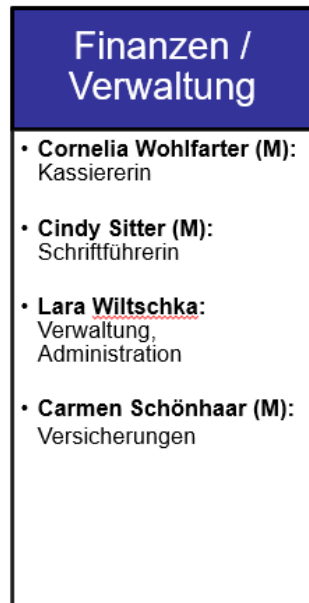 Finanzen /
Verwaltung
• Cornelia Wohlfarter (M):
Kassiererin
• Cindy Sitter (M):
Schriftführerin
• Lara Wiltschka:
Verwaltung,
Administration
• Carmen Schönhaar (M):
Versicherungen